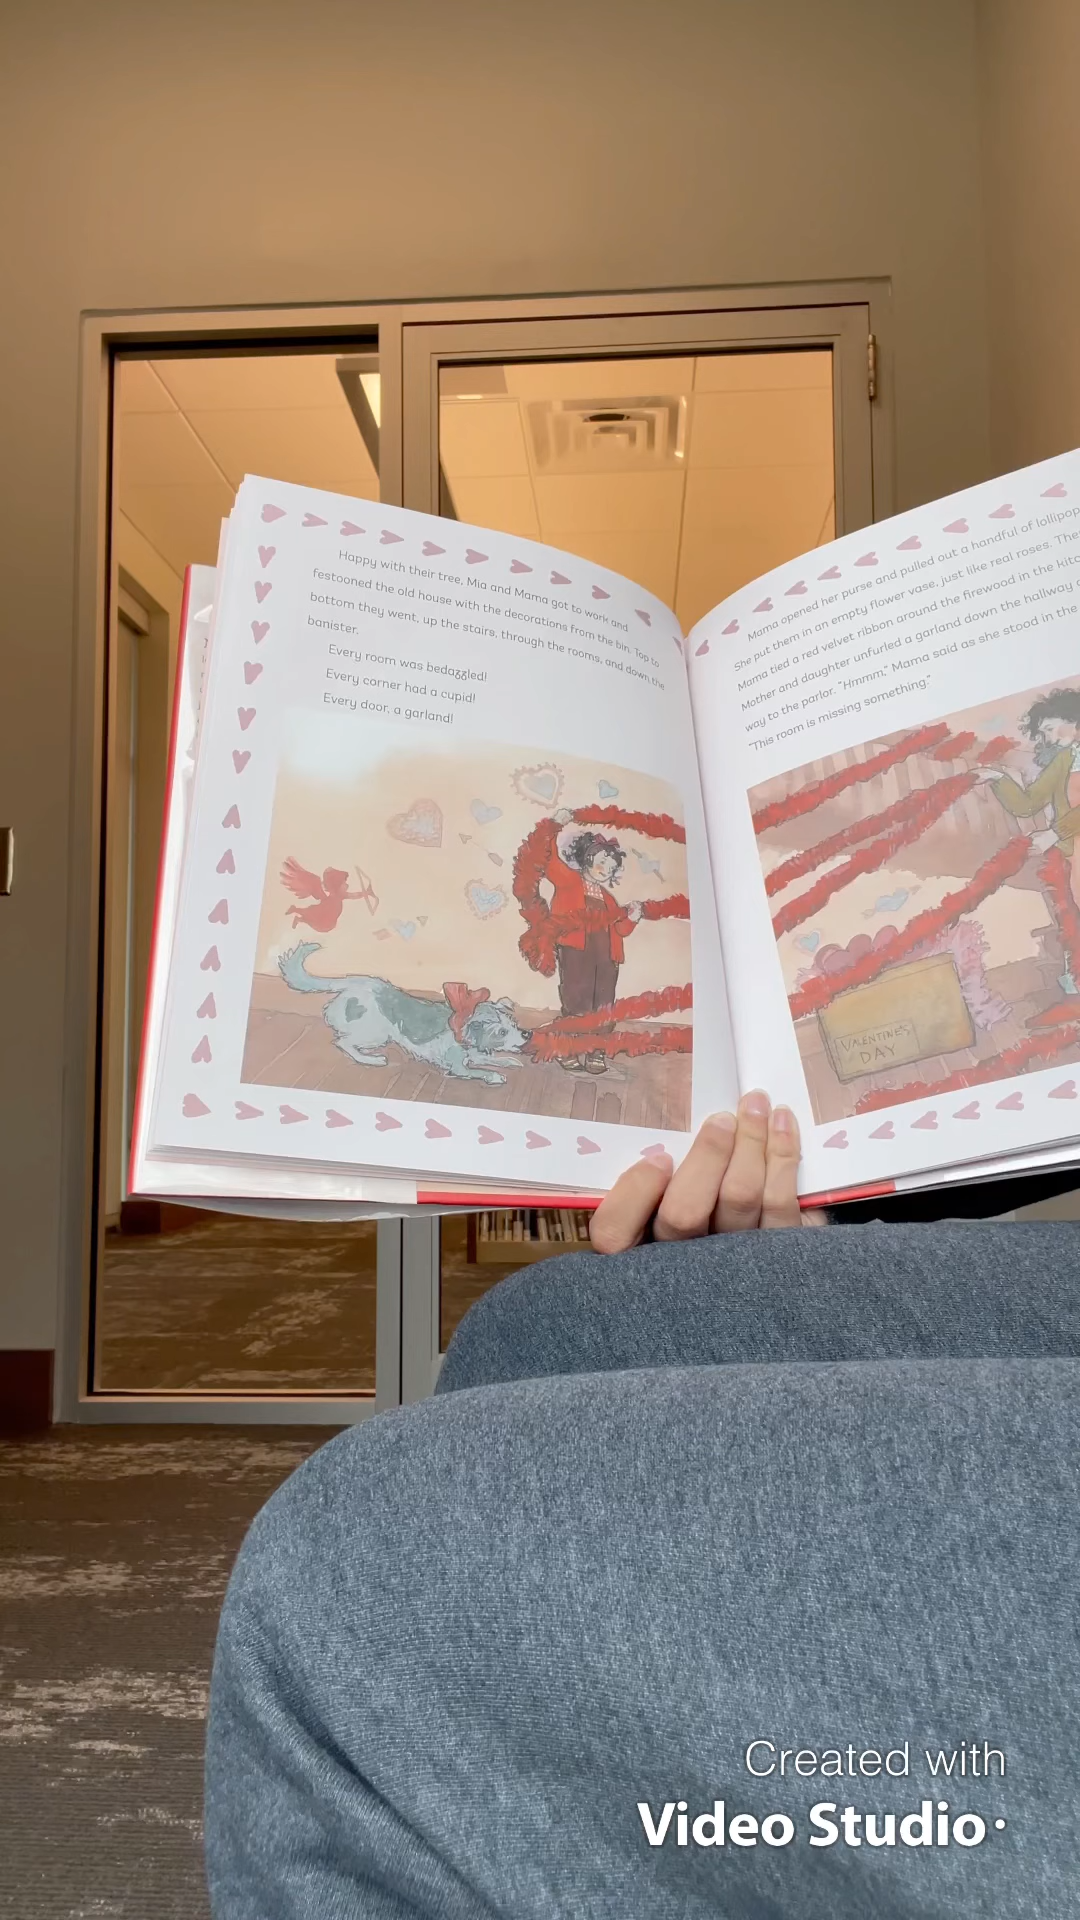 Happy with their tree, Mia and Mama got to work and
festooned the old house with the decorations from the bin. Top to
bottom they went, up the stairs, through the rooms, and down the
banister.
Every room was bedazzled!
Every corner had a cupid!
Every door, a garland!
Mama opened her purse and pulled out a handful of lollipop
She put them in an empty flower vase, just like real roses. The
Mama tied a red velvet ribbon around the firewood in the kitc
Mother and daughter unfurled a garland down the hallway
way to the parlor. "Hmmm," Mama said as she stood in the
"This room is missing something."
VALENTINE'S
DAY
Created with
Video Studio